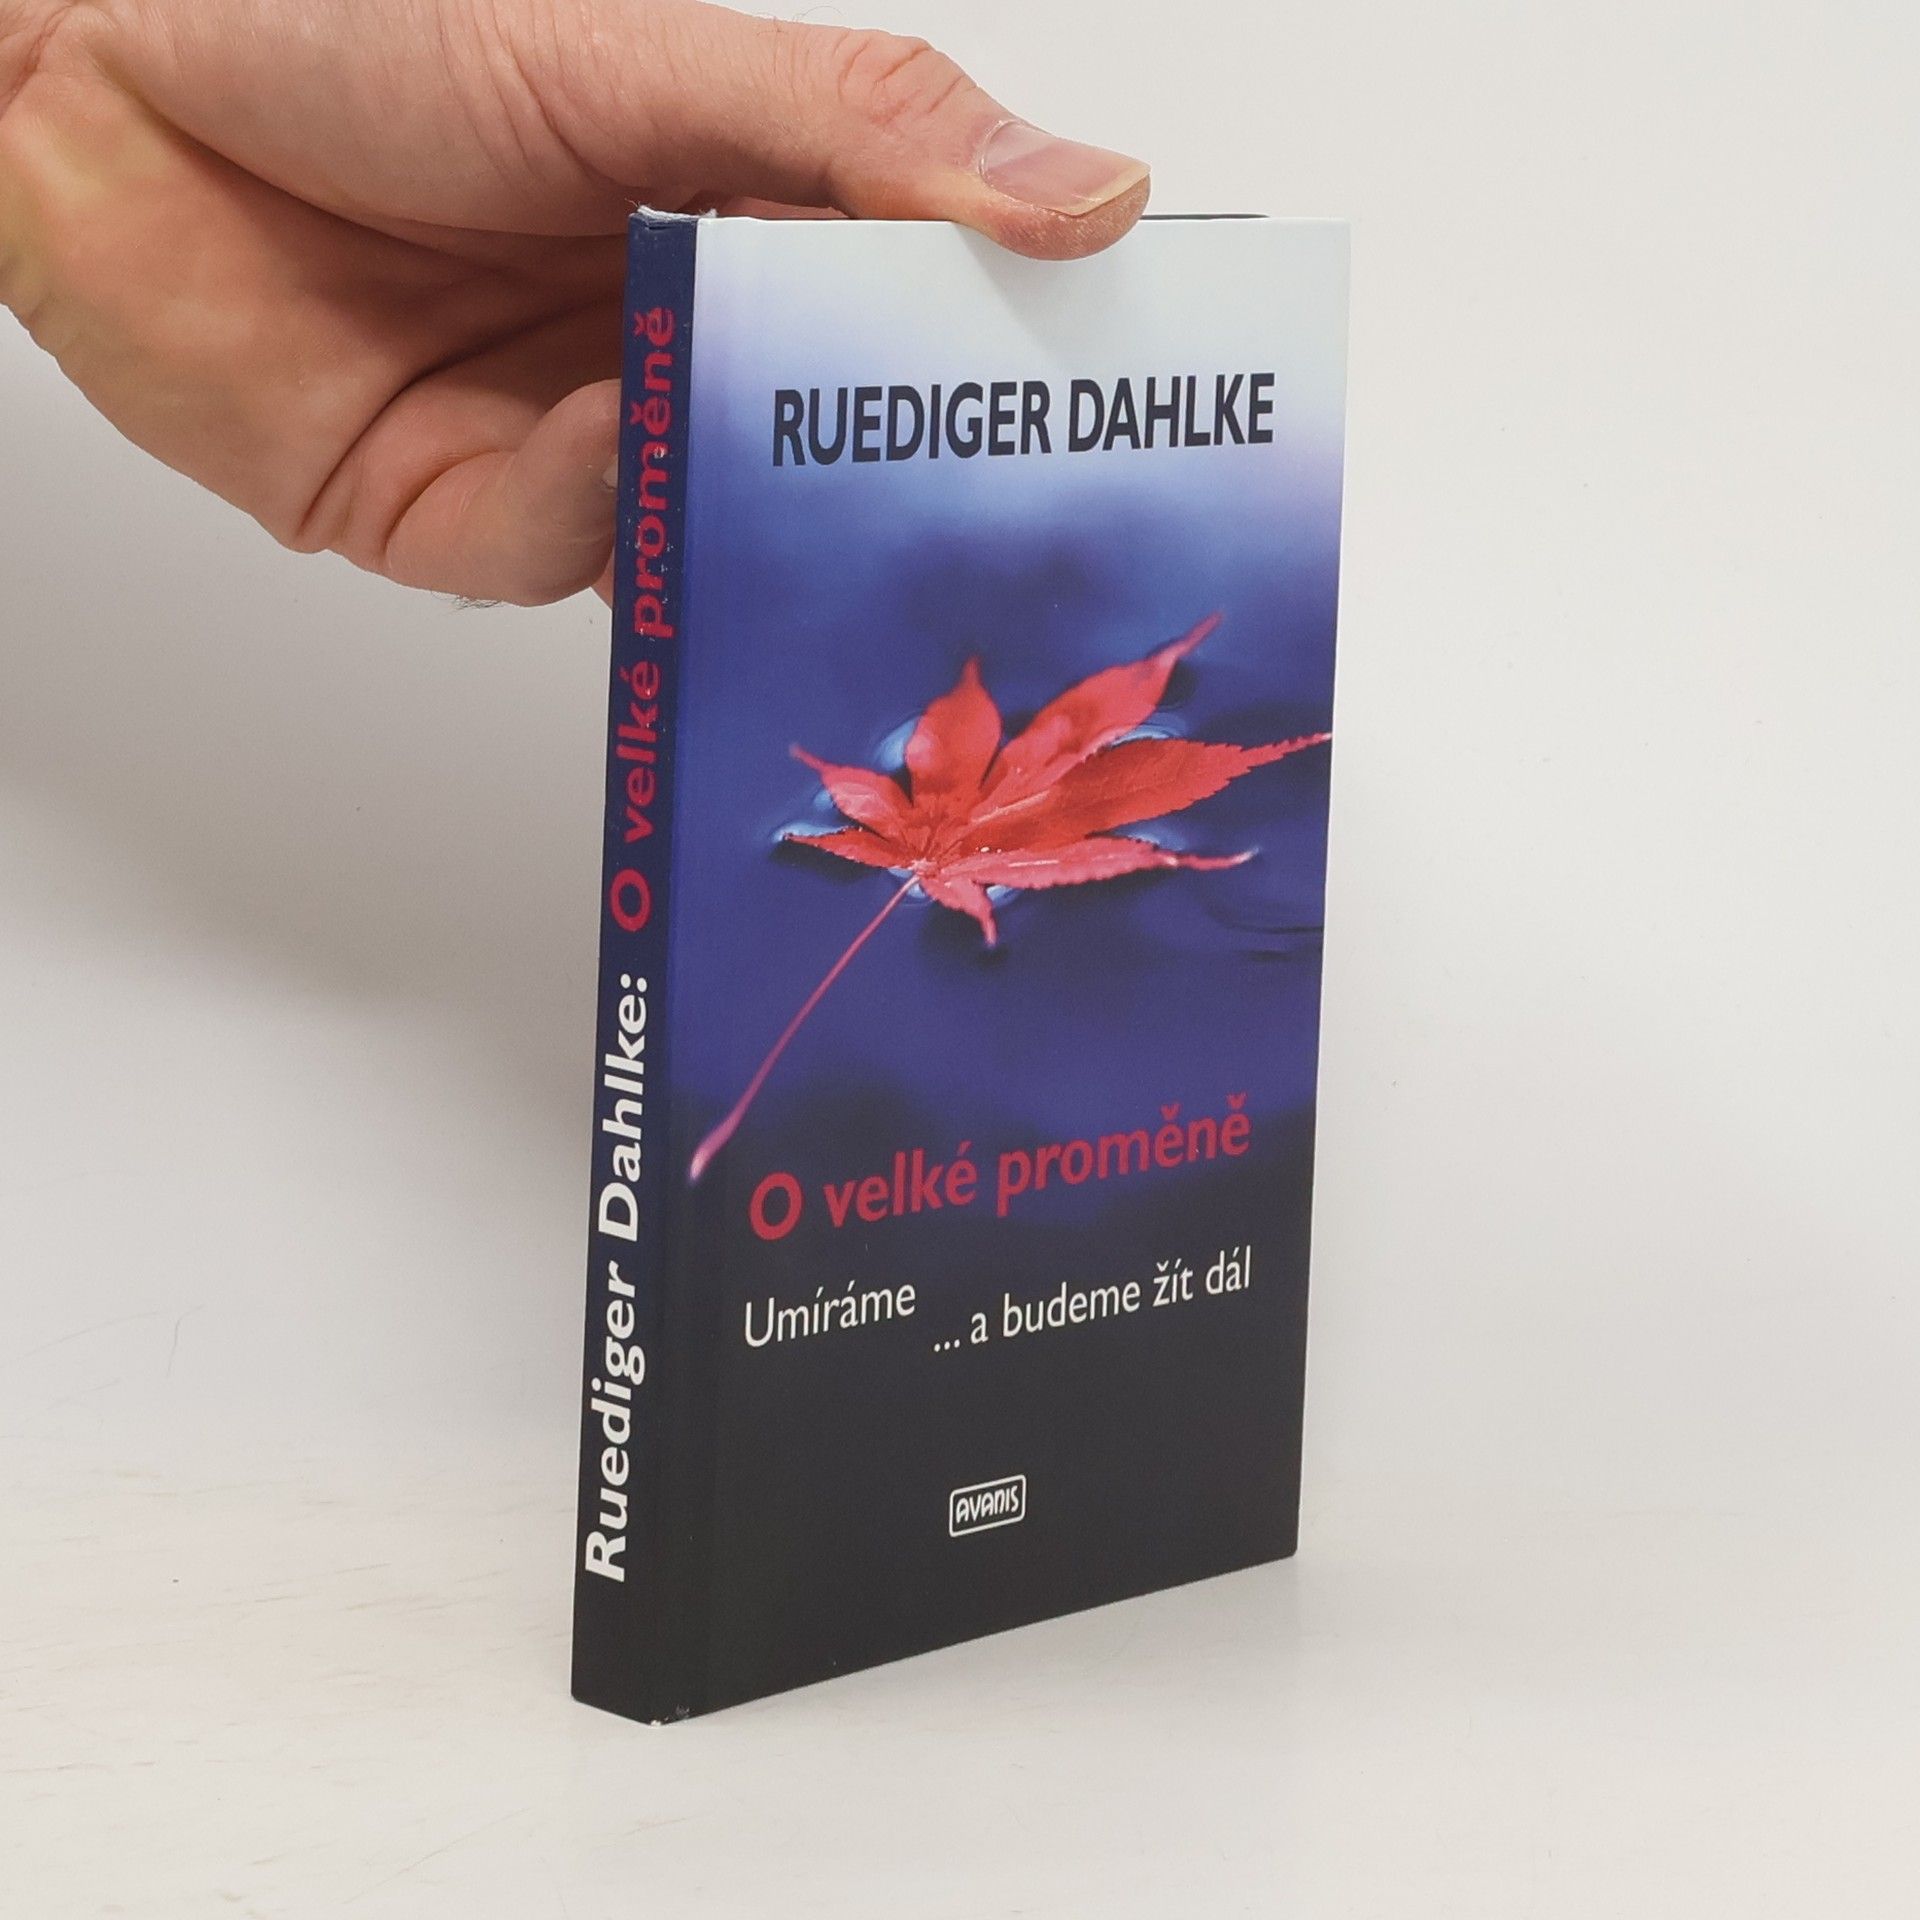 RUEDIGER DAHLKE
O velké proměně
Umíráme
... a budeme žít dál
AVANIS
Ruediger Dahlke: O velké proměně